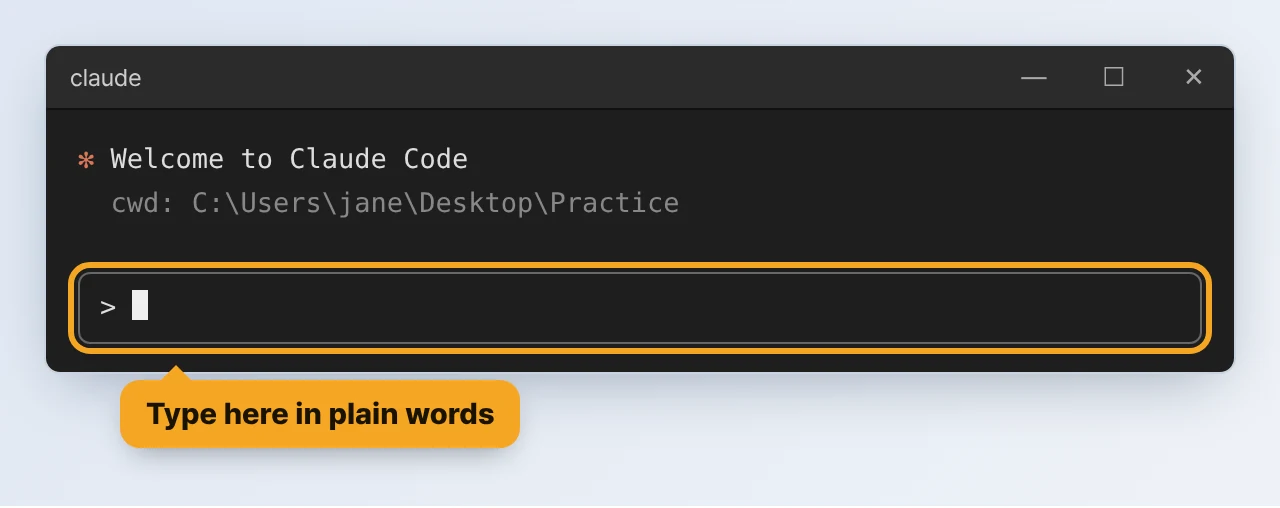 claude
✻ Welcome to Claude Code
cwd: C:\Users\jane\Desktop\Practice
>
Type here in plain words